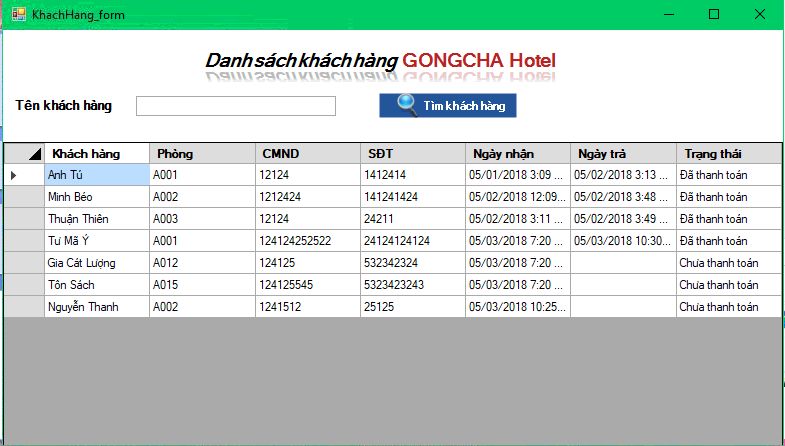 KhachHang_form
Danh sách khách hàng GONGCHA Hotel
Tên khách hàng Tìm khách hàng
Khách hàng Phòng CMND SĐT Ngày nhận Ngày trả Trạng thái
Anh Tú A001 12124 1412414 05/01/2018 3:09 ... 05/02/2018 3:13 ... Đã thanh toán
Minh Béo A002 1212424 141241424 05/02/2018 12:09... 05/02/2018 3:48 ... Đã thanh toán
Thuận Thiên A003 12124 24211 05/02/2018 3:11 ... 05/02/2018 3:49 ... Đã thanh toán
Tư Mã Ý A001 124124252522 24124124124 05/03/2018 7:20 ... 05/03/2018 10:30... Đã thanh toán
Gia Cát Lượng A012 124125 532342324 05/03/2018 7:20 ... Chưa thanh toán
Tôn Sách A015 124125545 5323423243 05/03/2018 7:20 ... Chưa thanh toán
Nguyễn Thanh A002 1241512 25125 05/03/2018 10:25... Chưa thanh toán